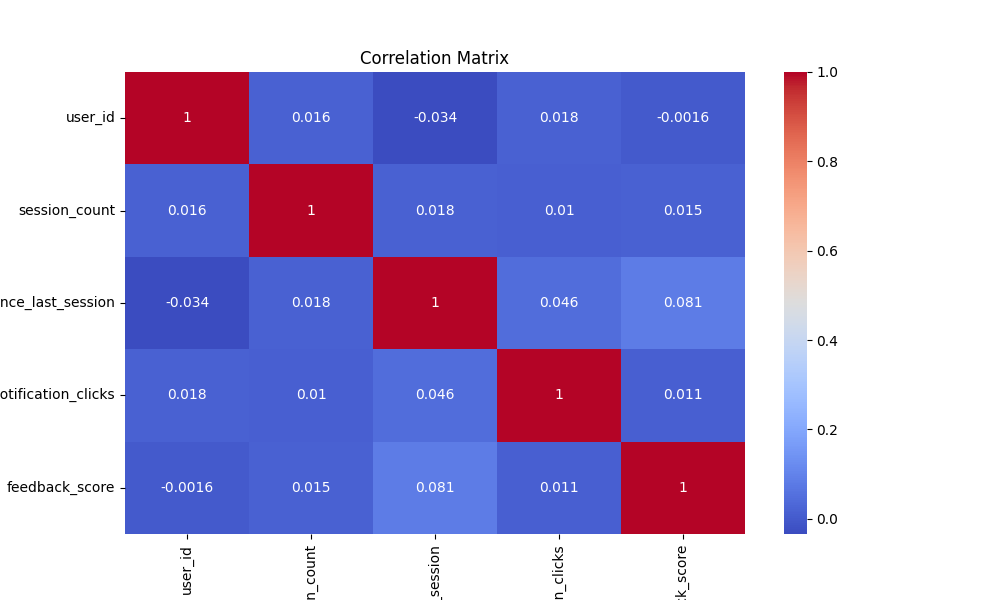 Correlation Matrix
user_id 1 0.016 -0.034 0.018 -0.0016
session_count 0.016 1 0.018 0.01 0.015
nce_last_session -0.034 0.018 1 0.046 0.081
otification_clicks 0.018 0.01 0.046 1 0.011
feedback_score -0.0016 0.015 0.081 0.011 1
user_id
n_count
_session
n_clicks
ck_score
1.0
0.8
0.6
0.4
0.2
0.0